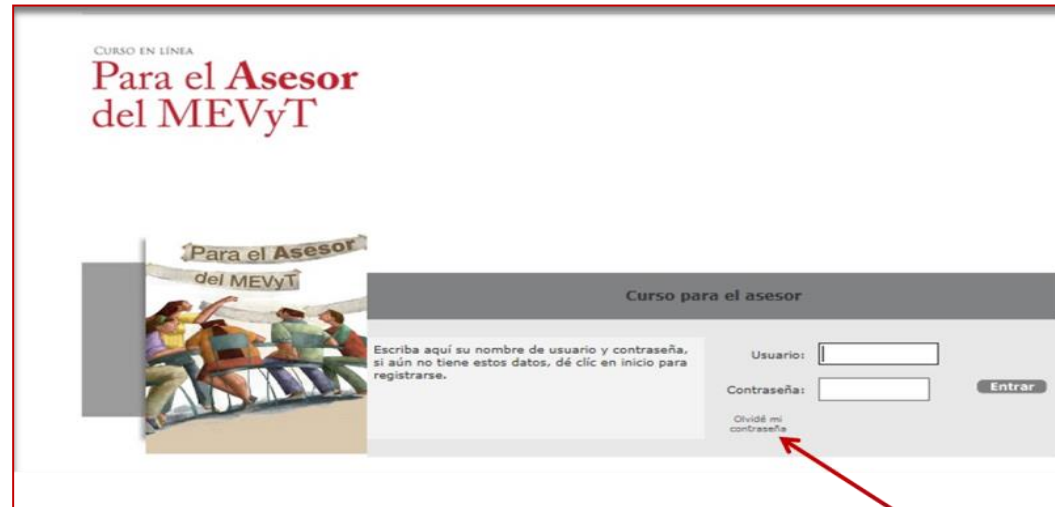 CURSO EN LÍNEA
Para el Asesor
del MEVyT
Para el Asesor
del MEVyT
Curso para el asesor
Escriba aquí su nombre de usuario y contraseña,
si aún no tiene estos datos, dé clíc en inicio para
registrarse.
Usuario:
Contraseña:
Entrar
Olvidé mi
contraseña